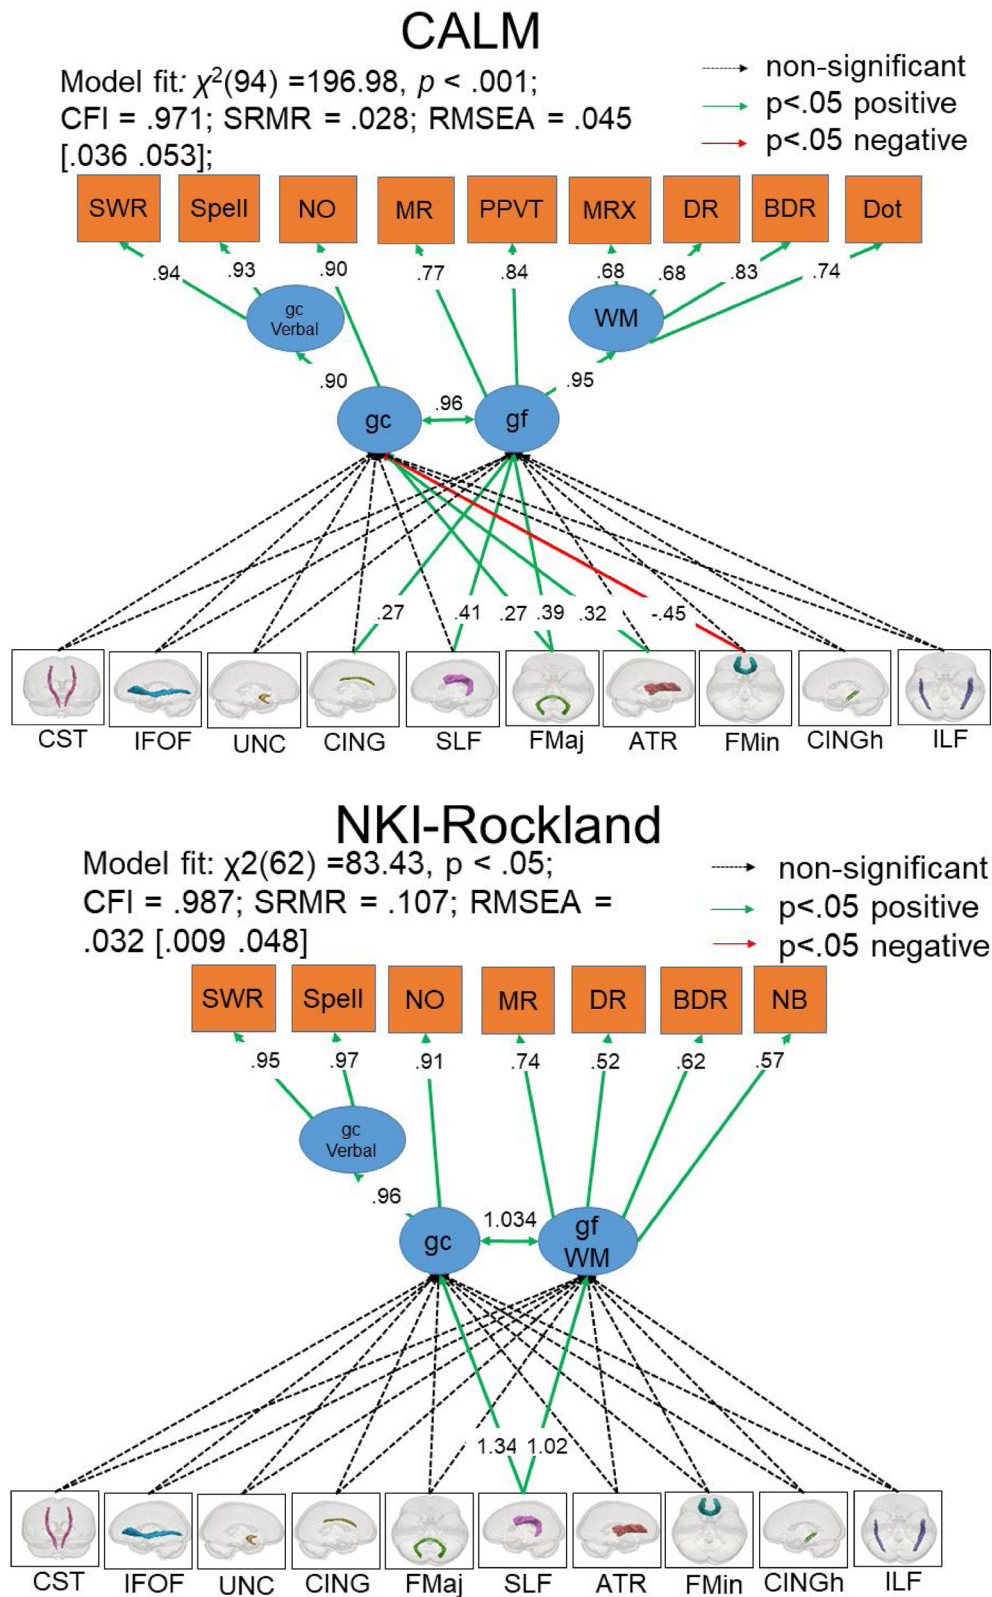 CALM
Model fit: χ²(94) =196.98, p < .001;
CFI = .971; SRMR = .028; RMSEA = .045
[.036 .053];
non-significant
p<.05 positive
p<.05 negative
SWR Spell NO MR PPVT MRX DR BDR Dot
.94 .93 .90 .77 .84 .68 .68 .83 .74
gc
Verbal
WM
.90 .96 .95
gc gf
.27 .41 .27 .39 .32 -.45
CST IFOF UNC CING SLF FMaj ATR FMin CINGh ILF
NKI-Rockland
Model fit: χ2(62) =83.43, p < .05;
CFI = .987; SRMR = .107; RMSEA =
.032 [.009 .048]
non-significant
p<.05 positive
p<.05 negative
SWR Spell NO MR DR BDR NB
.95 .97 .91 .74 .52 .62 .57
gc
Verbal
.96 1.034
gc
gf
WM
1.34 1.02
CST IFOF UNC CING FMaj SLF ATR FMin CINGh ILF